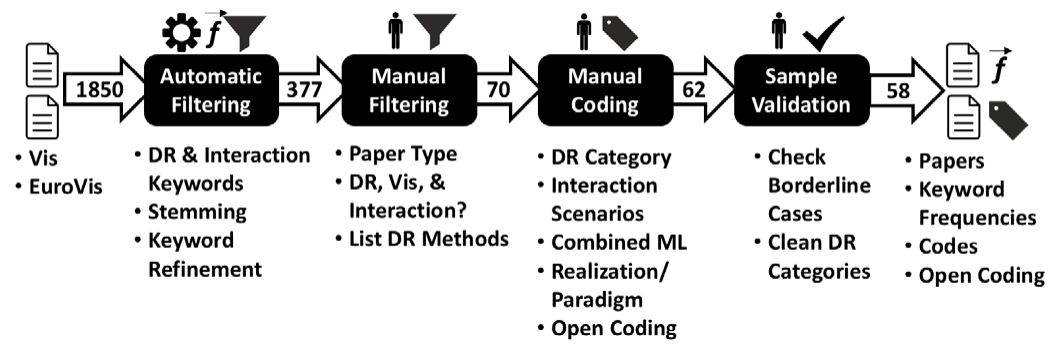 1850
Automatic
Filtering
377
Manual
Filtering
70
Manual
Coding
62
Sample
Validation
58
f
f
• Vis
• EuroVis
• DR & Interaction
Keywords
• Stemming
• Keyword
Refinement
• Paper Type
• DR, Vis, &
Interaction?
• List DR Methods
• DR Category
• Interaction
Scenarios
• Combined ML
• Realization/
Paradigm
• Open Coding
• Check
Borderline
Cases
• Clean DR
Categories
• Papers
• Keyword
Frequencies
• Codes
• Open Coding